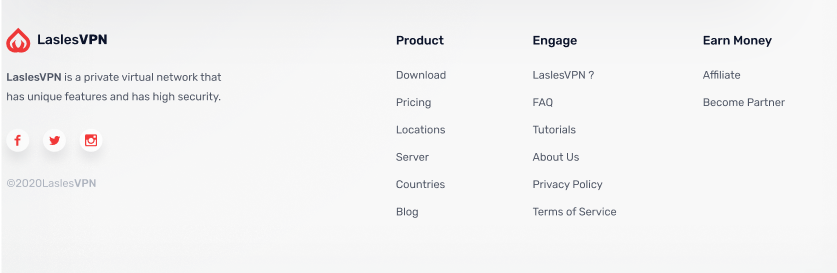 LaslesVPN
LaslesVPN is a private virtual network that
has unique features and has high security.
©2020LaslesVPN
Product
Download
Pricing
Locations
Server
Countries
Blog
Engage
LaslesVPN ?
FAQ
Tutorials
About Us
Privacy Policy
Terms of Service
Earn Money
Affiliate
Become Partner